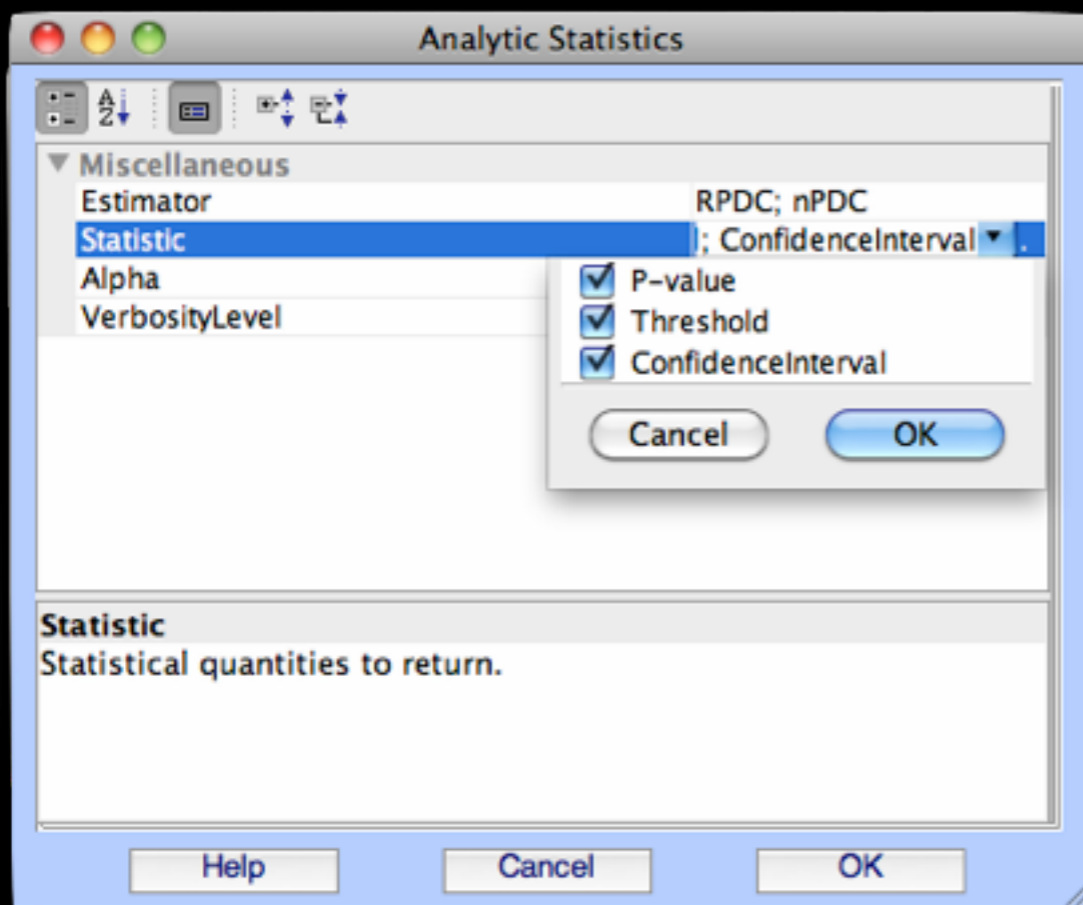 Analytic Statistics
Miscellaneous
Estimator RPDC; nPDC
Statistic ; ConfidenceInterval .
Alpha
VerbosityLevel
P-value
Threshold
ConfidenceInterval
Cancel OK
Statistic
Statistical quantities to return.
Help Cancel OK